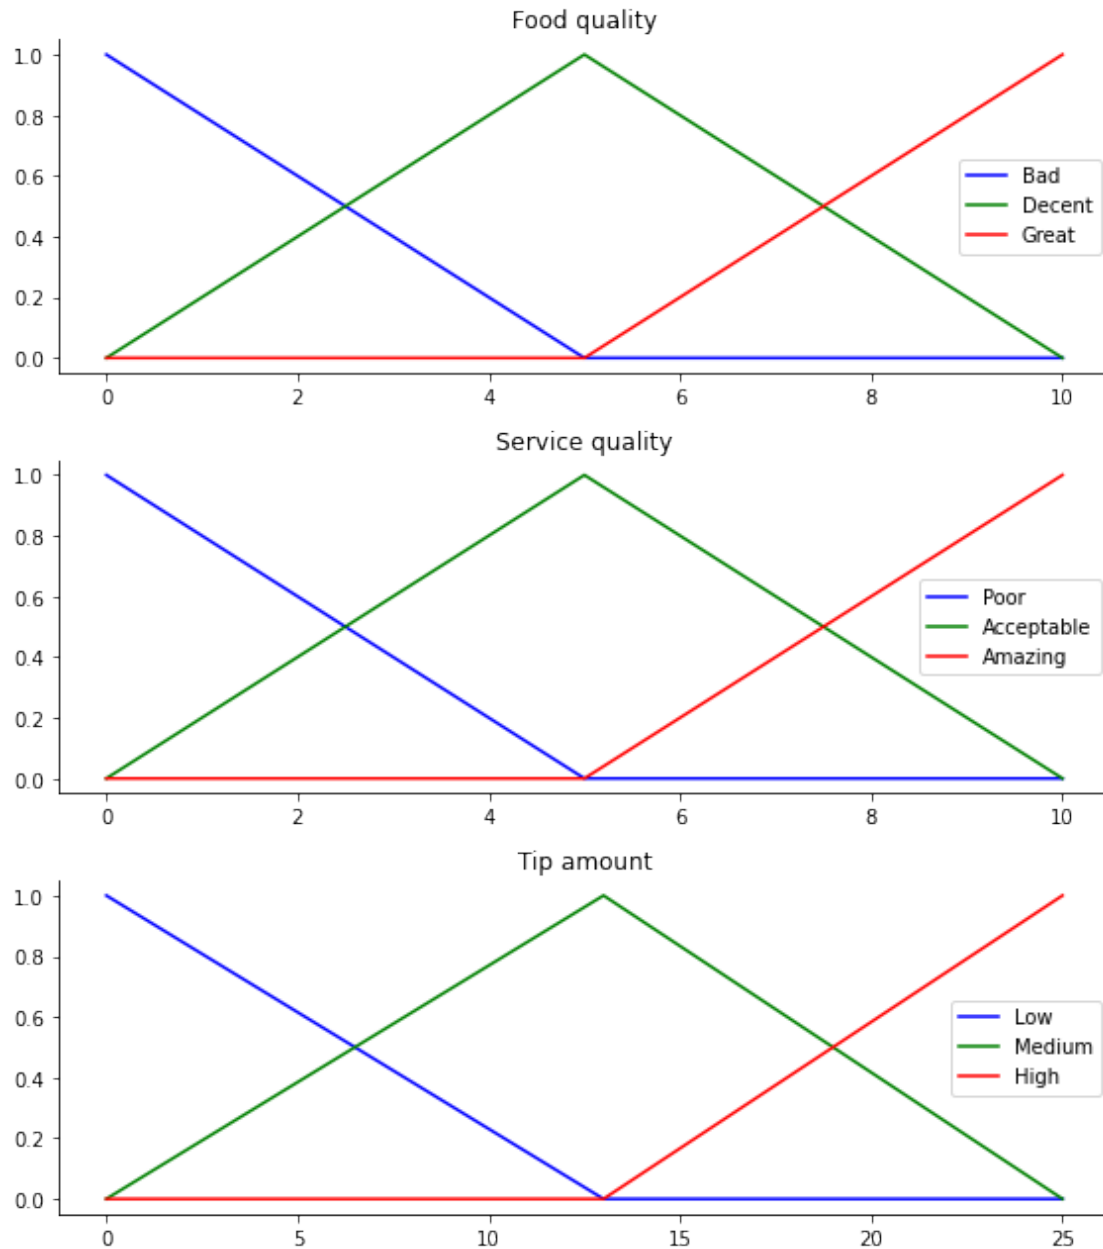 Food quality
1.0
0.8
0.6
0.4
0.2
0.0
Bad
Decent
Great
0 2 4 6 8 10
Service quality
1.0
0.8
0.6
0.4
0.2
0.0
Poor
Acceptable
Amazing
0 2 4 6 8 10
Tip amount
1.0
0.8
0.6
0.4
0.2
0.0
Low
Medium
High
0 5 10 15 20 25